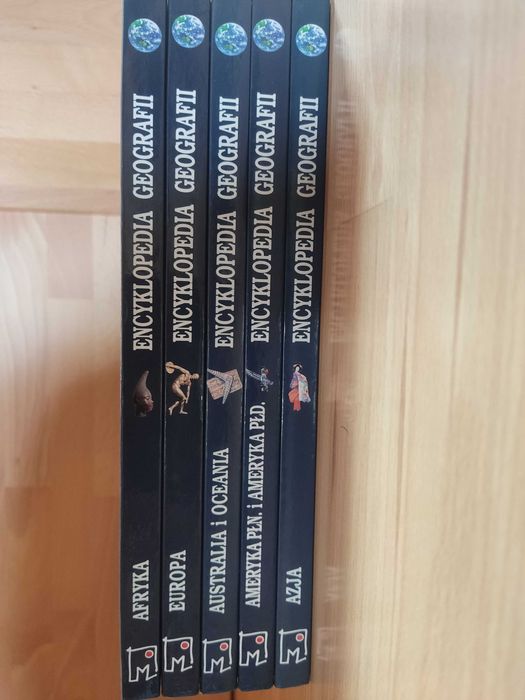 AFRYKA ENCYKLOPEDIA GEOGRAFII
M
EUROPA ENCYKLOPEDIA GEOGRAFII
M
AUSTRALIA i OCEANIA ENCYKLOPEDIA GEOGRAFII
M
AMERYKA PŁN. i AMERYKA PŁD. ENCYKLOPEDIA GEOGRAFII
M
AZJA ENCYKLOPEDIA GEOGRAFII
M